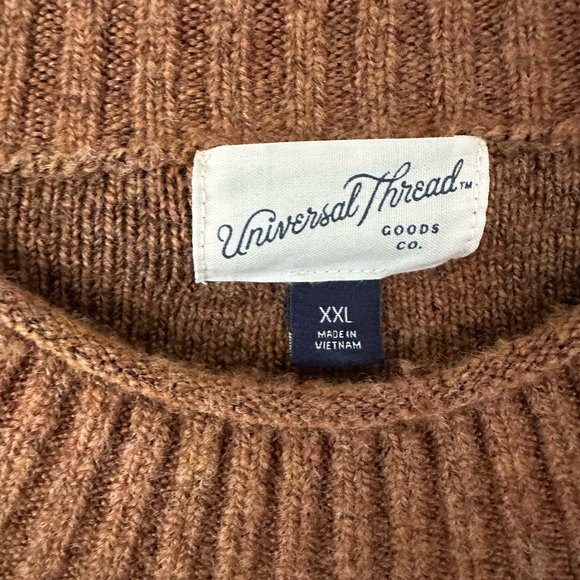 Universal Thread™
GOODS
CO.
XXL
MADE IN
VIETNAM